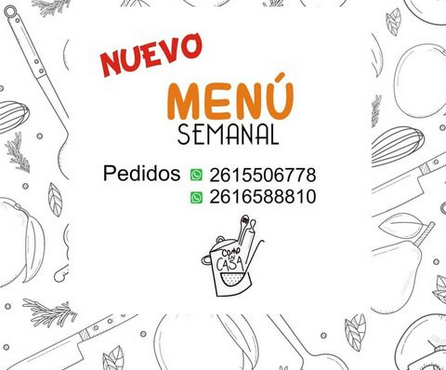 NUEVO
MENÚ
SEMANAL
Pedidos 2615506778
2616588810
COMO
EN
CASA